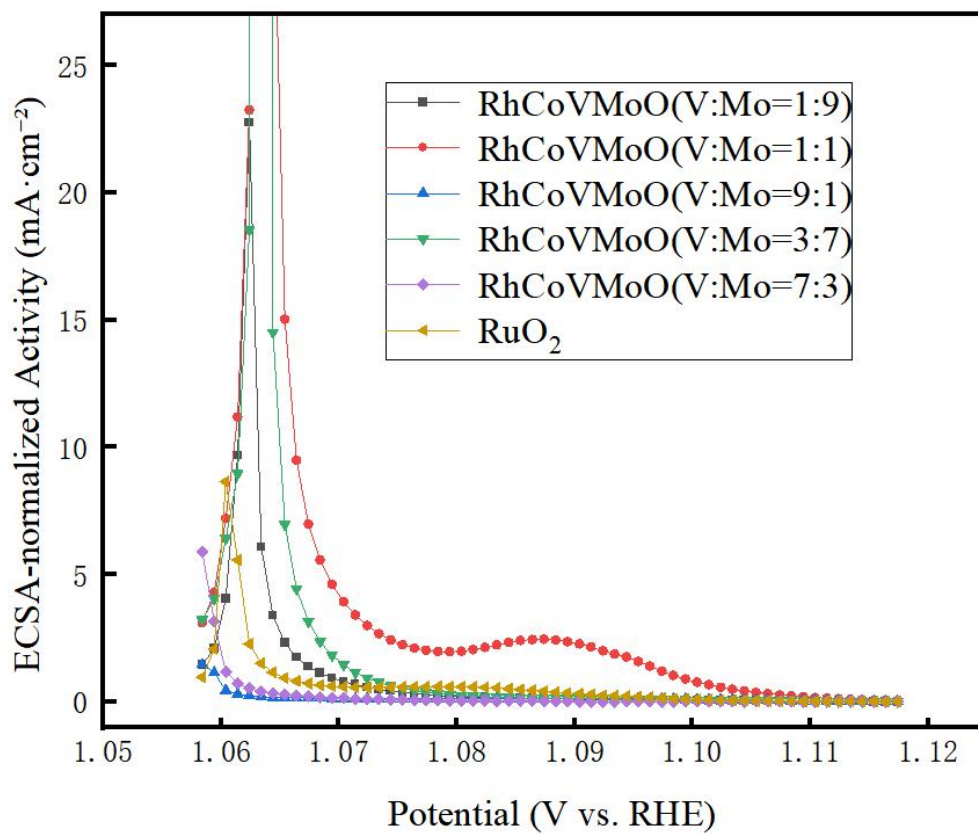 ECSA-normalized Activity (mA·cm⁻²)
25
20
15
10
5
0
RhCoVMoO(V:Mo=1:9)
RhCoVMoO(V:Mo=1:1)
RhCoVMoO(V:Mo=9:1)
RhCoVMoO(V:Mo=3:7)
RhCoVMoO(V:Mo=7:3)
RuO₂
1.05 1.06 1.07 1.08 1.09 1.10 1.11 1.12
Potential (V vs. RHE)